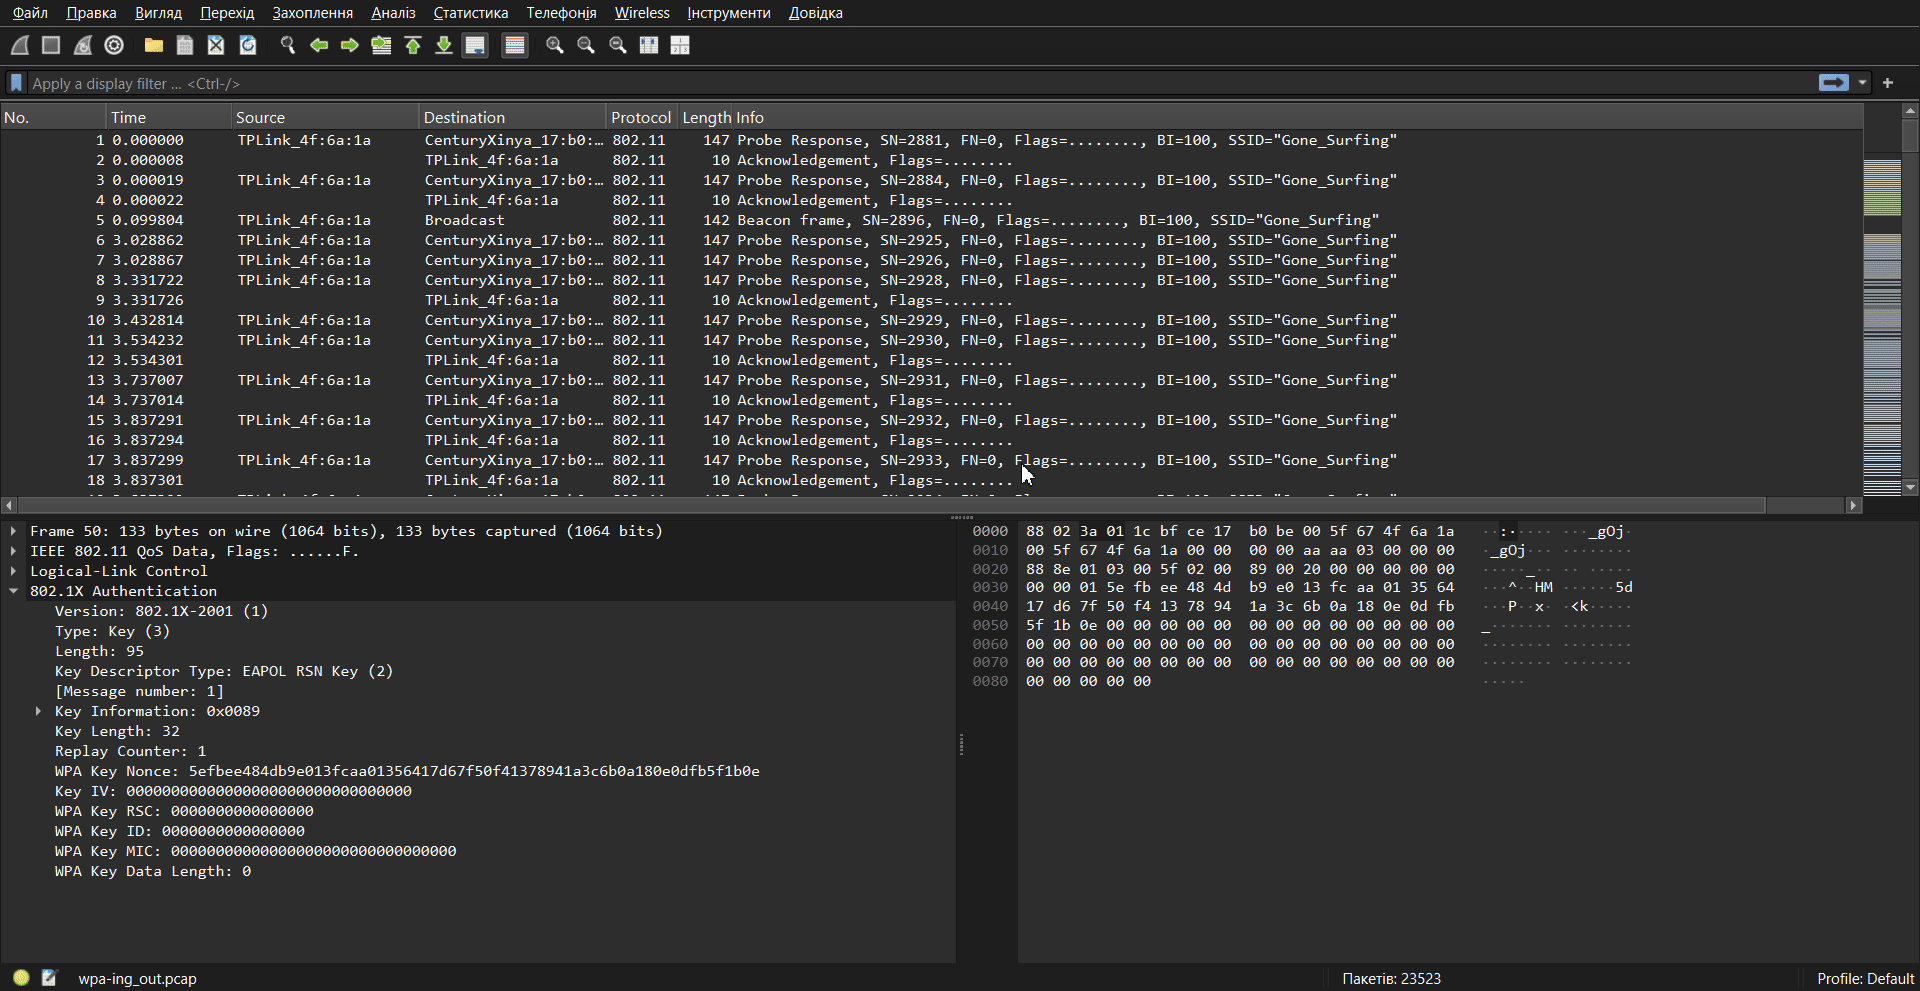 Файл Правка Вигляд Перехід Захоплення Аналіз Статистика Телефонія Wireless Інструменти Довідка
Apply a display filter ... <Ctrl-/>
No. Time Source Destination Protocol Length Info
1 0.000000 TPLink_4f:6a:1a CenturyXinya_17:b0:… 802.11 147 Probe Response, SN=2881, FN=0, Flags=........, BI=100, SSID="Gone_Surfing"
2 0.000008 TPLink_4f:6a:1a 802.11 10 Acknowledgement, Flags=........
3 0.000019 TPLink_4f:6a:1a CenturyXinya_17:b0:… 802.11 147 Probe Response, SN=2884, FN=0, Flags=........, BI=100, SSID="Gone_Surfing"
4 0.000022 TPLink_4f:6a:1a 802.11 10 Acknowledgement, Flags=........
5 0.099804 TPLink_4f:6a:1a Broadcast 802.11 142 Beacon frame, SN=2896, FN=0, Flags=........, BI=100, SSID="Gone_Surfing"
6 3.028862 TPLink_4f:6a:1a CenturyXinya_17:b0:… 802.11 147 Probe Response, SN=2925, FN=0, Flags=........, BI=100, SSID="Gone_Surfing"
7 3.028867 TPLink_4f:6a:1a CenturyXinya_17:b0:… 802.11 147 Probe Response, SN=2926, FN=0, Flags=........, BI=100, SSID="Gone_Surfing"
8 3.331722 TPLink_4f:6a:1a CenturyXinya_17:b0:… 802.11 147 Probe Response, SN=2928, FN=0, Flags=........, BI=100, SSID="Gone_Surfing"
9 3.331726 TPLink_4f:6a:1a 802.11 10 Acknowledgement, Flags=........
10 3.432814 TPLink_4f:6a:1a CenturyXinya_17:b0:… 802.11 147 Probe Response, SN=2929, FN=0, Flags=........, BI=100, SSID="Gone_Surfing"
11 3.534232 TPLink_4f:6a:1a CenturyXinya_17:b0:… 802.11 147 Probe Response, SN=2930, FN=0, Flags=........, BI=100, SSID="Gone_Surfing"
12 3.534301 TPLink_4f:6a:1a 802.11 10 Acknowledgement, Flags=........
13 3.737007 TPLink_4f:6a:1a CenturyXinya_17:b0:… 802.11 147 Probe Response, SN=2931, FN=0, Flags=........, BI=100, SSID="Gone_Surfing"
14 3.737014 TPLink_4f:6a:1a 802.11 10 Acknowledgement, Flags=........
15 3.837291 TPLink_4f:6a:1a CenturyXinya_17:b0:… 802.11 147 Probe Response, SN=2932, FN=0, Flags=........, BI=100, SSID="Gone_Surfing"
16 3.837294 TPLink_4f:6a:1a 802.11 10 Acknowledgement, Flags=........
17 3.837299 TPLink_4f:6a:1a CenturyXinya_17:b0:… 802.11 147 Probe Response, SN=2933, FN=0, Flags=........, BI=100, SSID="Gone_Surfing"
18 3.837301 TPLink_4f:6a:1a 802.11 10 Acknowledgement, Flags=........
Frame 50: 133 bytes on wire (1064 bits), 133 bytes captured (1064 bits)
IEEE 802.11 QoS Data, Flags: ......F.
Logical-Link Control
802.1X Authentication
Version: 802.1X-2001 (1)
Type: Key (3)
Length: 95
Key Descriptor Type: EAPOL RSN Key (2)
[Message number: 1]
Key Information: 0x0089
Key Length: 32
Replay Counter: 1
WPA Key Nonce: 5efbee484db9e013fcaa01356417d67f50f41378941a3c6b0a180e0dfb5f1b0e
Key IV: 00000000000000000000000000000000
WPA Key RSC: 0000000000000000
WPA Key ID: 0000000000000000
WPA Key MIC: 00000000000000000000000000000000
WPA Key Data Length: 0
0000 88 02 3a 01 1c bf ce 17 b0 be 00 5f 67 4f 6a 1a ··:····· ···_gOj·
0010 00 5f 67 4f 6a 1a 00 00 00 00 aa aa 03 00 00 00 ·_gOj··· ········
0020 88 8e 01 03 00 5f 02 00 89 00 20 00 00 00 00 00 ·····_·· ·· ·····
0030 00 00 01 5e fb ee 48 4d b9 e0 13 fc aa 01 35 64 ···^··HM ······5d
0040 17 d6 7f 50 f4 13 78 94 1a 3c 6b 0a 18 0e 0d fb ···P··x· ·<k·····
0050 5f 1b 0e 00 00 00 00 00 00 00 00 00 00 00 00 00 _······· ········
0060 00 00 00 00 00 00 00 00 00 00 00 00 00 00 00 00 ········ ········
0070 00 00 00 00 00 00 00 00 00 00 00 00 00 00 00 00 ········ ········
0080 00 00 00 00 00 ·····
wpa-ing_out.pcap Пакетів: 23523 Profile: Default